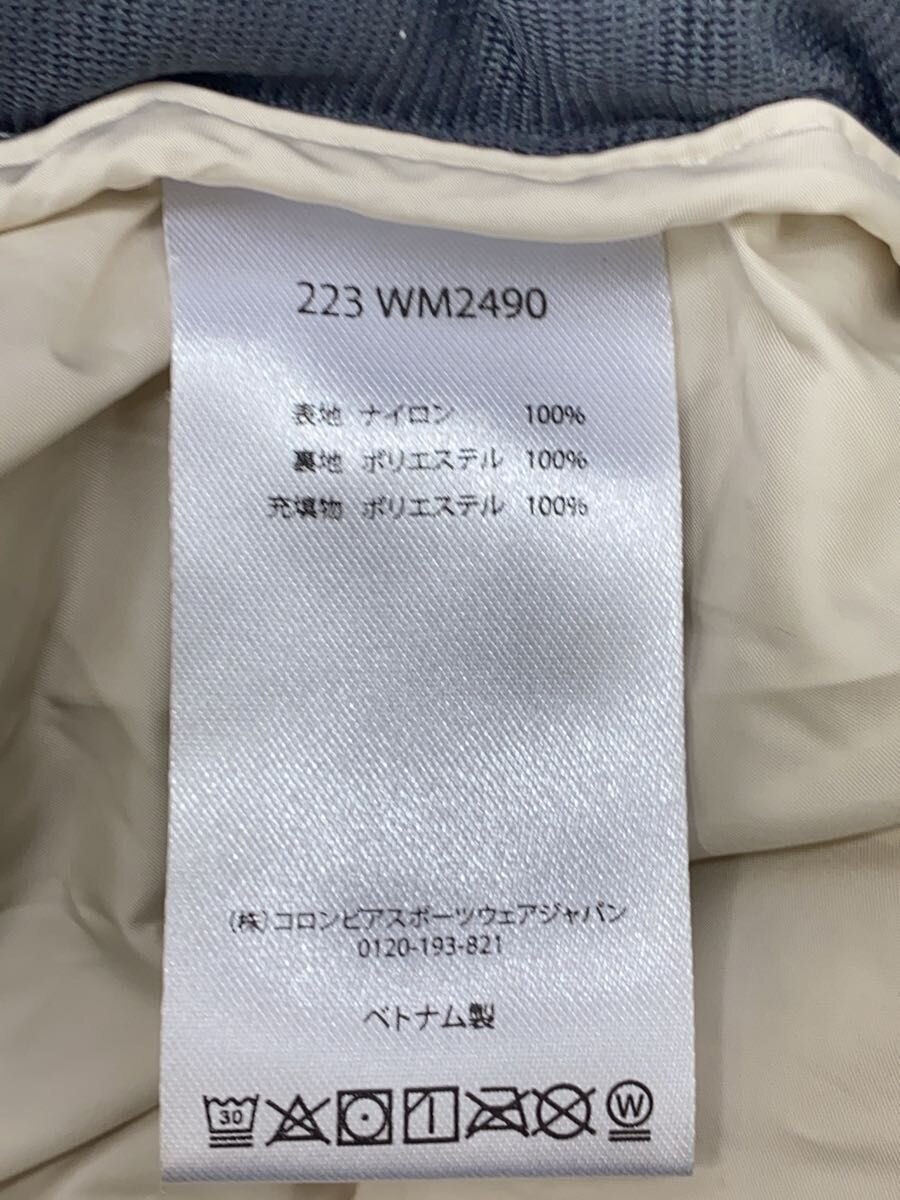 223 WM2490
表地 ナイロン 100%
裏地 ポリエステル 100%
充填物 ポリエステル 100%
(株)コロンビアスポーツウェアジャパン
0120-193-821
ベトナム製
30 W